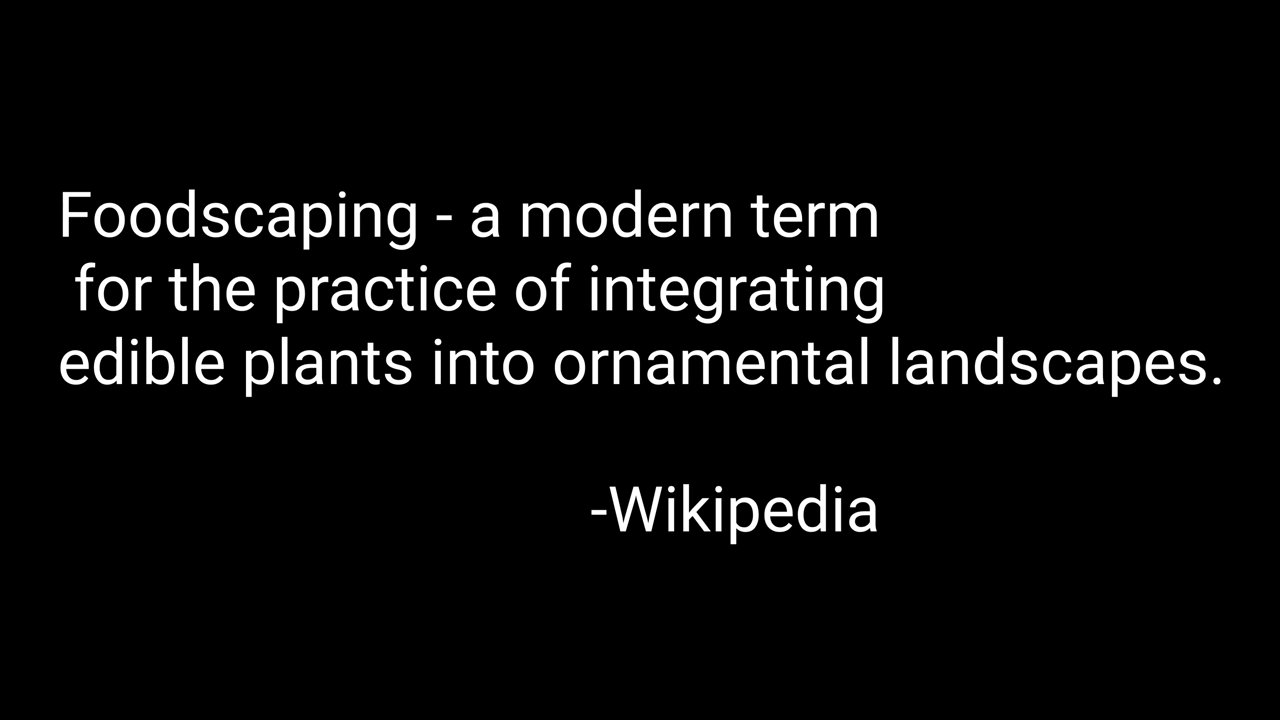 Foodscaping - a modern term
for the practice of integrating
edible plants into ornamental landscapes.
-Wikipedia